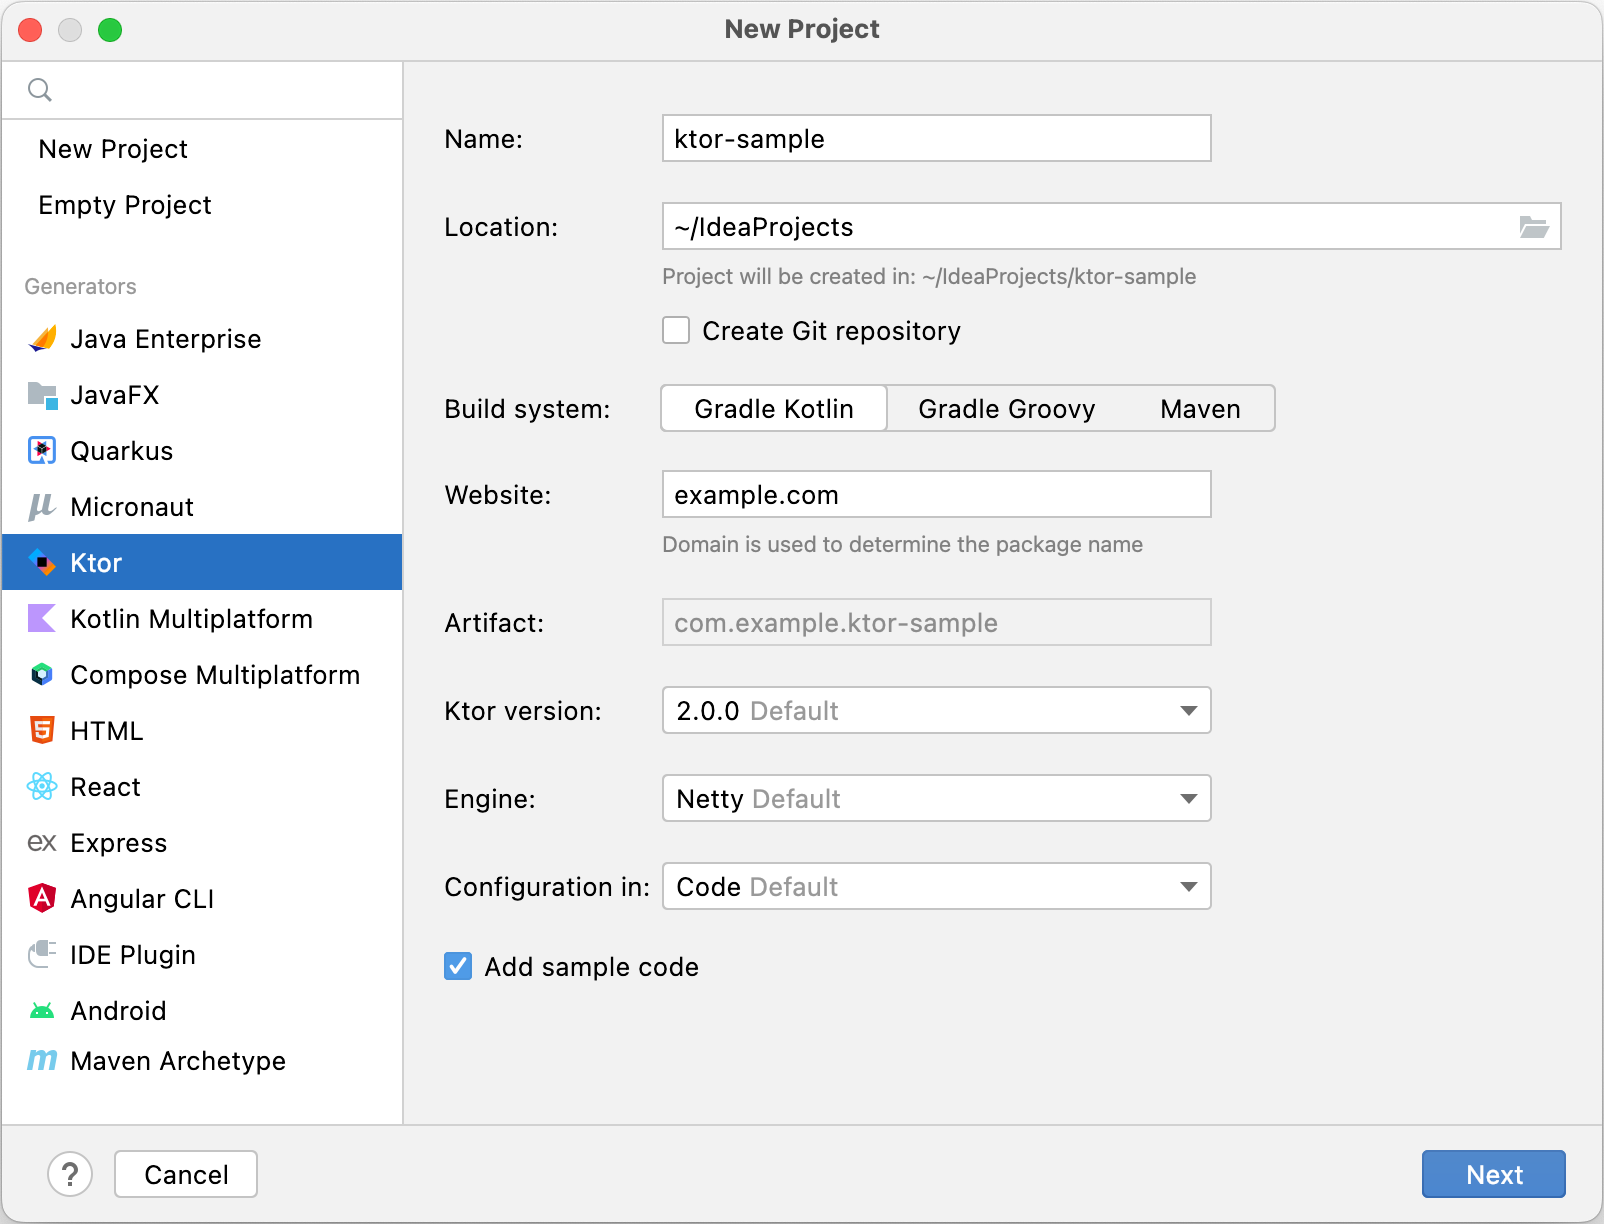 New Project
New Project
Empty Project
Generators
Java Enterprise
JavaFX
Quarkus
μ Micronaut
Ktor
Kotlin Multiplatform
Compose Multiplatform
5 HTML
React
ex Express
A Angular CLI
IDE Plugin
Android
m Maven Archetype
Name: ktor-sample
Location: ~/IdeaProjects
Project will be created in: ~/IdeaProjects/ktor-sample
Create Git repository
Build system: Gradle Kotlin Gradle Groovy Maven
Website: example.com
Domain is used to determine the package name
Artifact: com.example.ktor-sample
Ktor version: 2.0.0 Default
Engine: Netty Default
Configuration in: Code Default
Add sample code
? Cancel Next